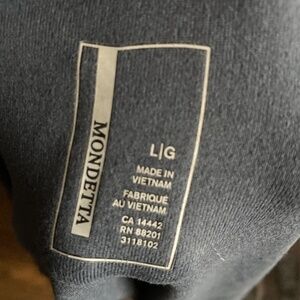 MONDETTA
L|G
MADE IN
VIETNAM
FABRIQUÉ
AU VIETNAM
CA 14442
RN 88201
3118102